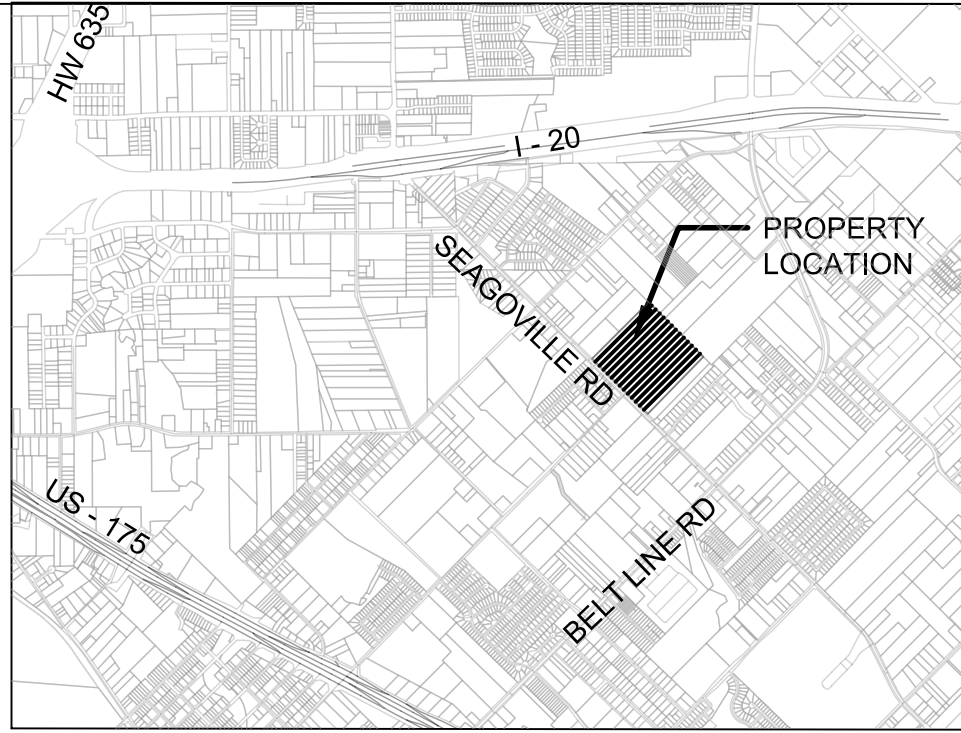 HW 635
I - 20
PROPERTY
LOCATION
SEAGOVILLE RD
US - 175
BELT LINE RD